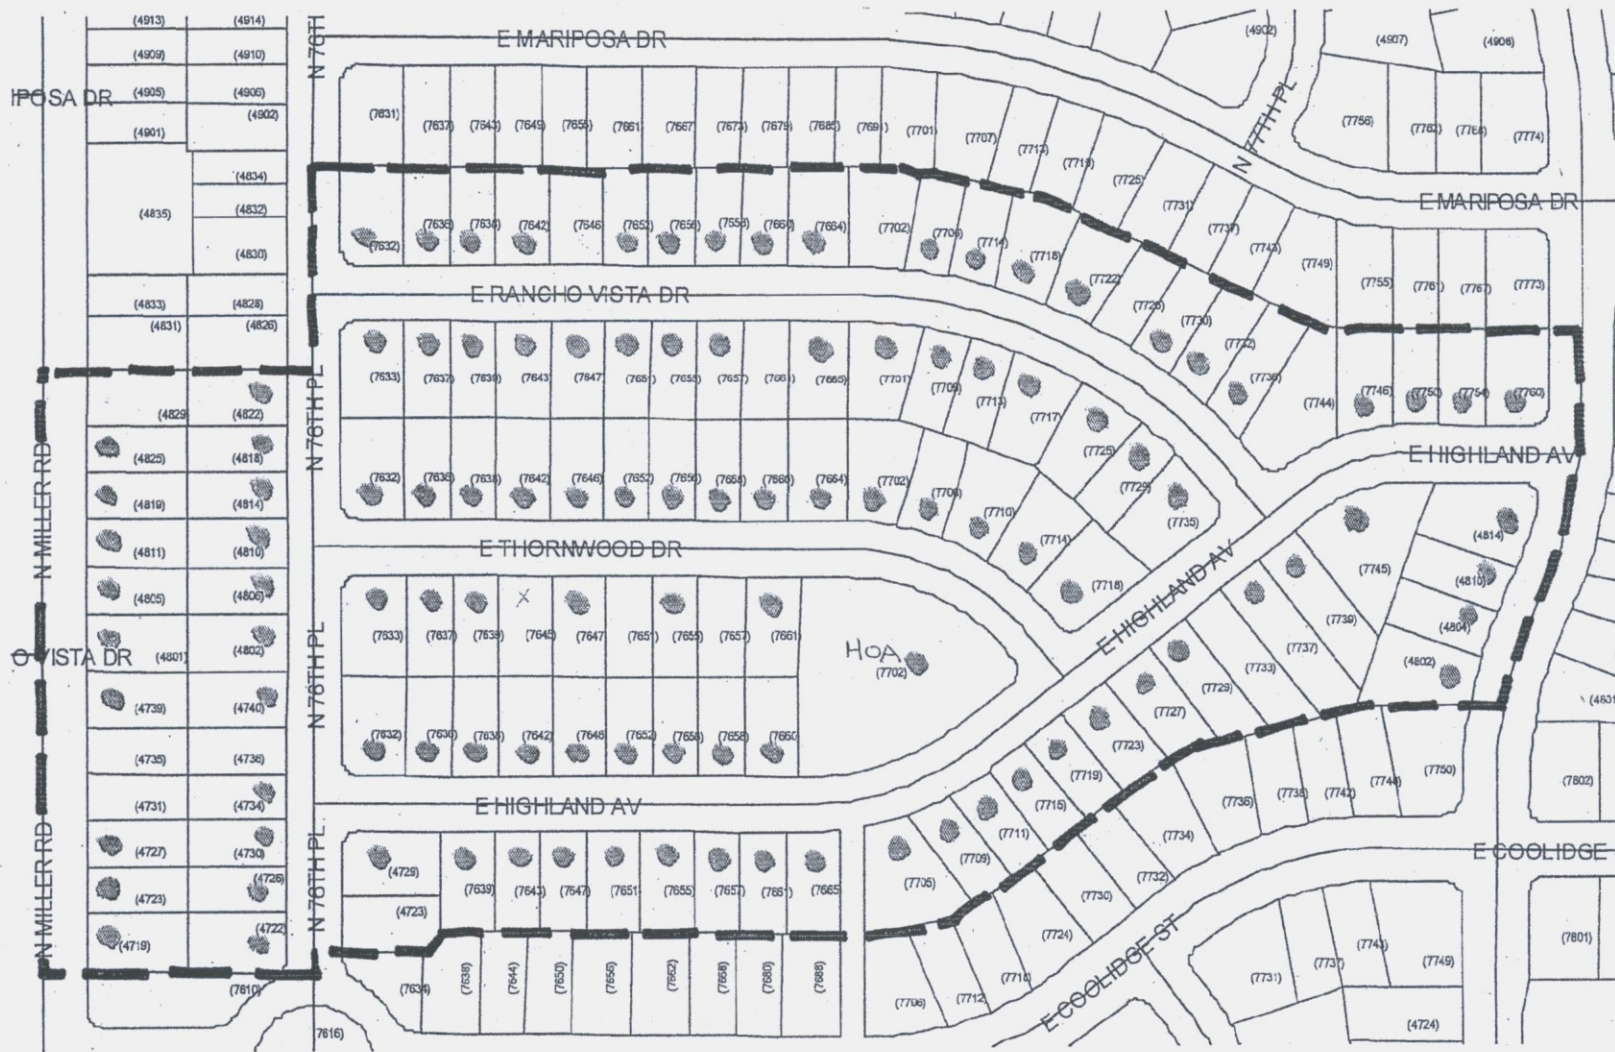 (4913) (4914)
(4909) (4910)
(4905) (4906)
(4902)
(4901)
IPOSA DR
N 76TH
E MARIPOSA DR
(4902)
(4907) (4906)
N 77TH PL
(7631) (7637) (7643) (7649) (7655) (7661) (7667) (7673) (7679) (7685) (7691) (7701) (7707) (7713) (7719) (7725) (7731) (7737) (7743) (7749) (7755) (7761) (7767) (7773)
(7756) (7762) (7768) (7774)
E MARIPOSA DR
(4834)
(4835) (4832)
(4830)
(4833) (4828)
(4831) (4826)
(7632) (7636) (7638) (7642) (7646) (7652) (7656) (7658) (7660) (7664) (7702) (7706) (7714) (7718) (7722) (7726) (7730) (7732) (7736) (7744) (7746) (7750) (7754) (7760)
E RANCHO VISTA DR
N 76TH PL
N MILLER RD
(7633) (7637) (7639) (7643) (7647) (7651) (7655) (7657) (7661) (7665) (7701) (7709) (7713) (7717) (7725) (7729) (7735)
E HIGHLAND AV
(4829) (4822)
(4825) (4818)
(4819) (4814)
(4811) (4810)
(4805) (4806)
(4801) (4802)
O VISTA DR
(4739) (4740)
(4735) (4736)
(4731) (4734)
(4727) (4730)
(4723) (4726)
(4719) (4722)
(7610)
(7616)
N MILLER RD
(7632) (7636) (7638) (7642) (7646) (7652) (7656) (7658) (7660) (7664) (7702) (7706) (7710) (7714) (7718)
E THORNWOOD DR
E HIGHLAND AV
X
(7633) (7637) (7639) (7645) (7647) (7651) (7655) (7657) (7661)
HOA
(7702)
N 76TH PL
(7632) (7636) (7638) (7642) (7646) (7652) (7658) (7660)
E HIGHLAND AV
N 76TH PL
(4814)
(4810)
(4804)
(4802)
(4801)
(7745) (7739) (7737) (7733) (7729) (7727) (7723) (7719) (7715) (7711) (7709) (7705)
(4729)
(4723)
(7639) (7643) (7647) (7651) (7655) (7657) (7661) (7665)
(7634) (7638) (7644) (7650) (7656) (7662) (7668) (7680) (7688)
(7706) (7712) (7718) (7724) (7730) (7732) (7734) (7736) (7738) (7742) (7744) (7750)
(7802)
E COOLIDGE
E COOLIDGE ST
(7731) (7737) (7743) (7749)
(7801)
(4724)